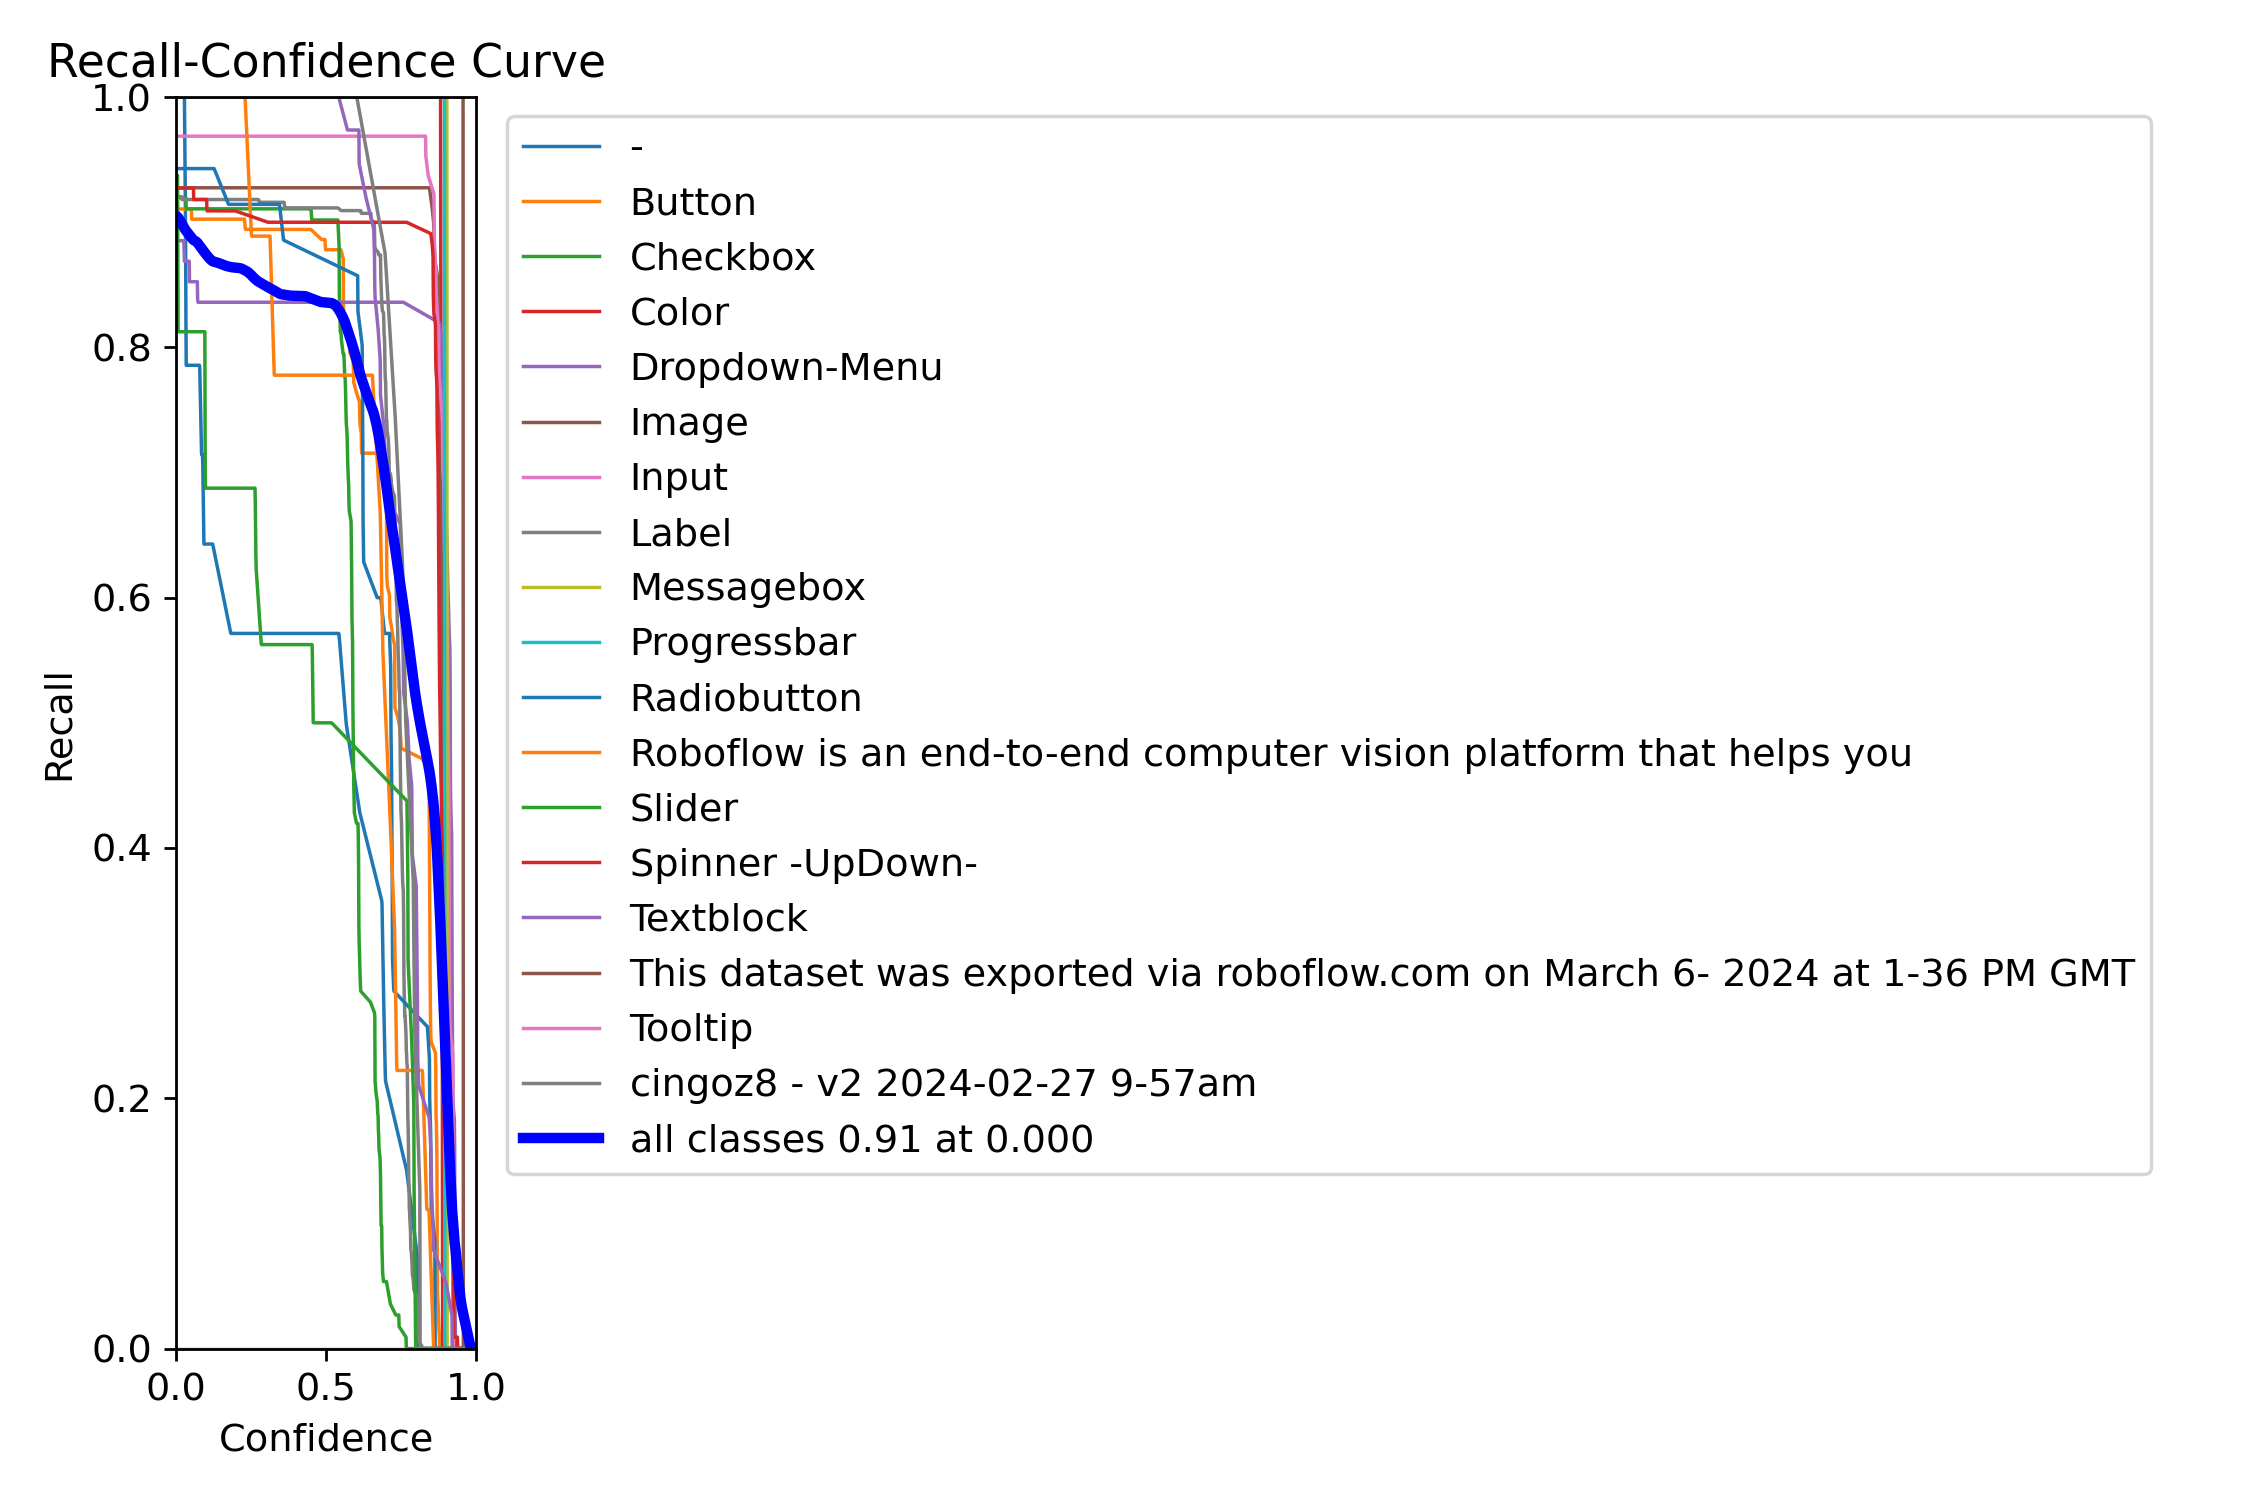 Recall-Confidence Curve
1.0
0.8
0.6
0.4
0.2
0.0
Recall
0.0 0.5 1.0
Confidence
-
Button
Checkbox
Color
Dropdown-Menu
Image
Input
Label
Messagebox
Progressbar
Radiobutton
Roboflow is an end-to-end computer vision platform that helps you
Slider
Spinner -UpDown-
Textblock
This dataset was exported via roboflow.com on March 6- 2024 at 1-36 PM GMT
Tooltip
cingoz8 - v2 2024-02-27 9-57am
all classes 0.91 at 0.000